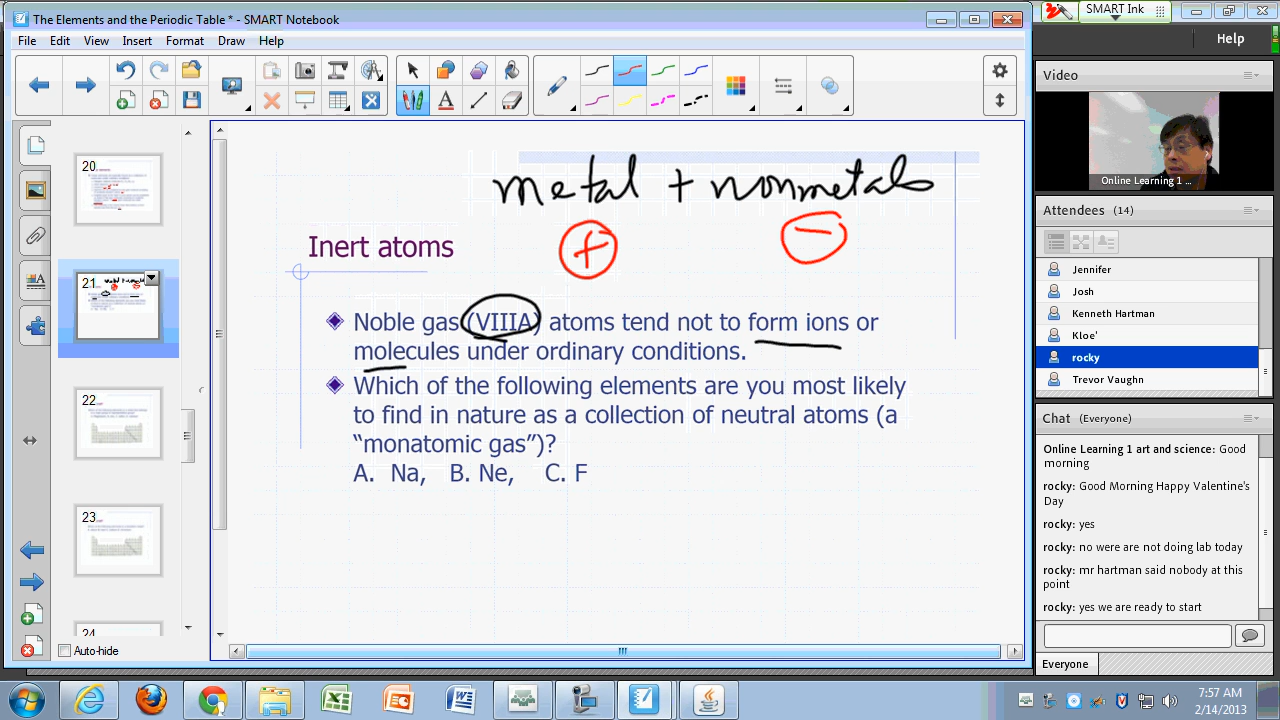 The Elements and the Periodic Table * - SMART Notebook
SMART Ink
File Edit View Insert Format Draw Help
Help
Video
Online Learning 1 ...
Attendees (14)
Jennifer
Josh
Kenneth Hartman
Kloe'
rocky
Trevor Vaughn
20
21
22
23
24
Auto-hide
metal + nonmetals
+ −
Inert atoms
Noble gas (VIIIA) atoms tend not to form ions or
molecules under ordinary conditions.
Which of the following elements are you most likely
to find in nature as a collection of neutral atoms (a
“monatomic gas”)?
A. Na, B. Ne, C. F
Chat (Everyone)
Online Learning 1 art and science: Good
morning
rocky: Good Morning Happy Valentine's
Day
rocky: yes
rocky: no were are not doing lab today
rocky: mr hartman said nobody at this
point
rocky: yes we are ready to start
Everyone
7:57 AM
2/14/2013